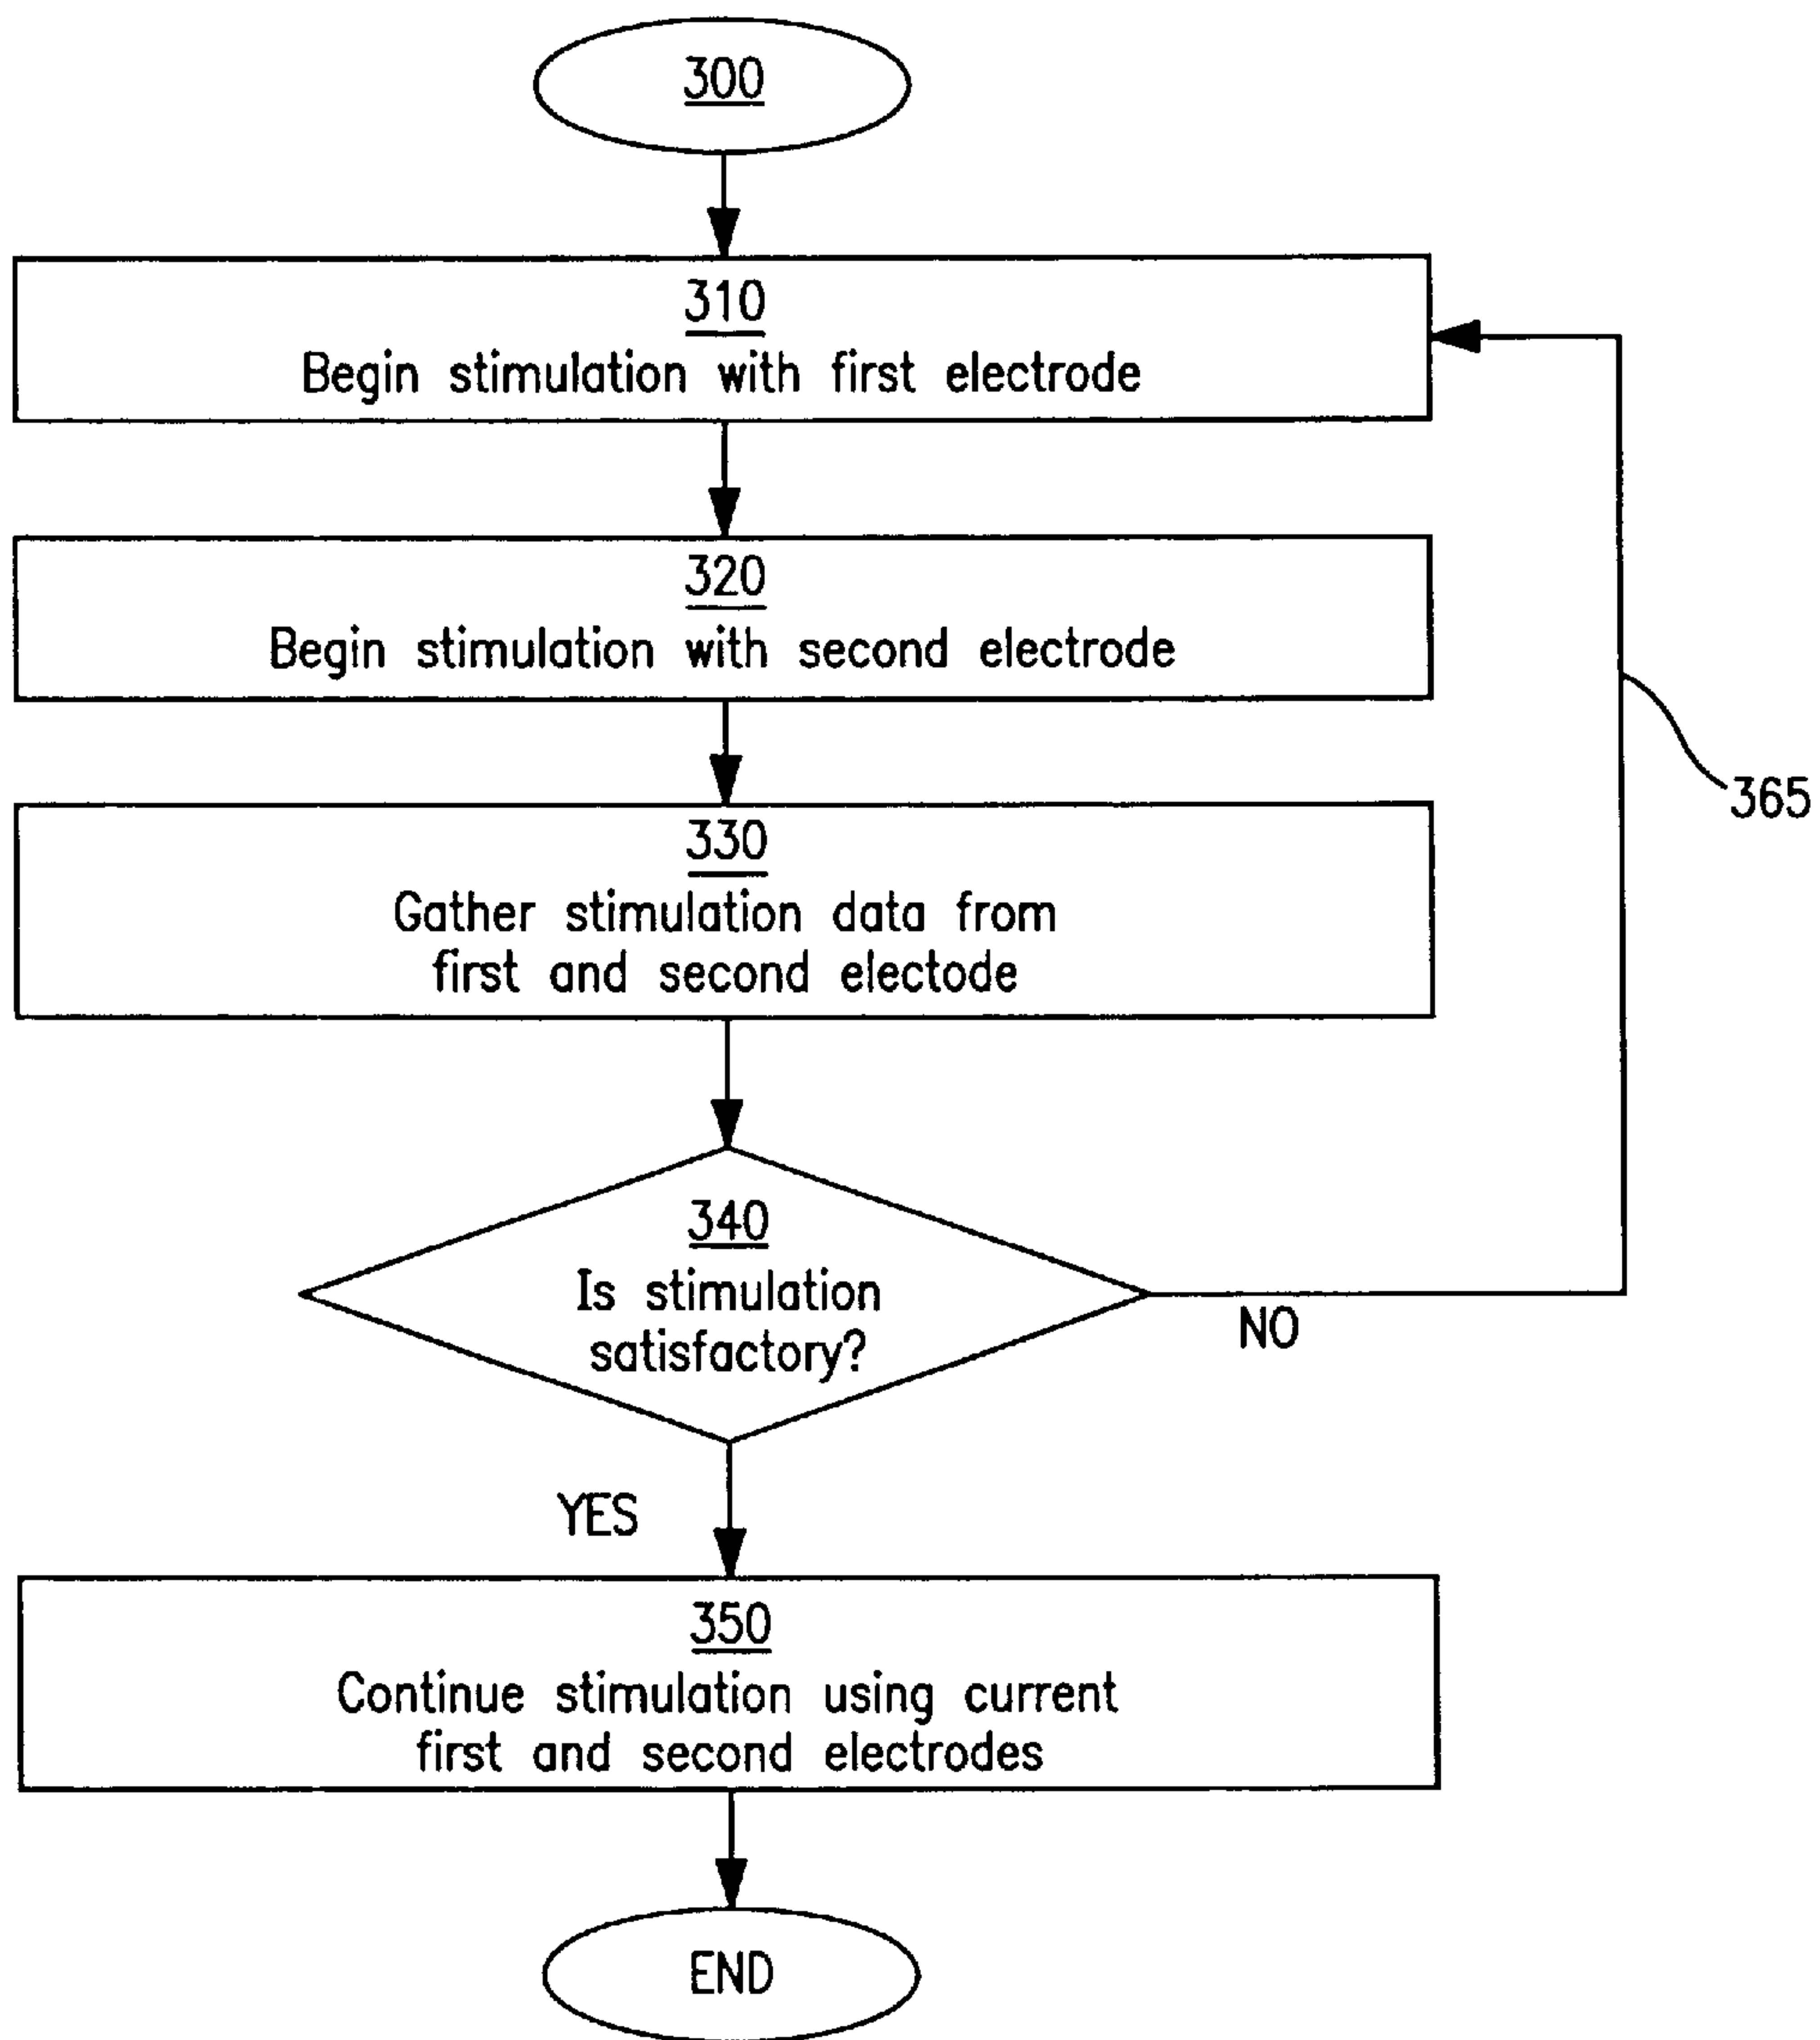 300
310
Begin stimulation with first electrode
320
Begin stimulation with second electrode
330
Gather stimulation data from
first and second electode
365
340
Is stimulation
satisfactory?
NO
YES
350
Continue stimulation using current
first and second electrodes
END